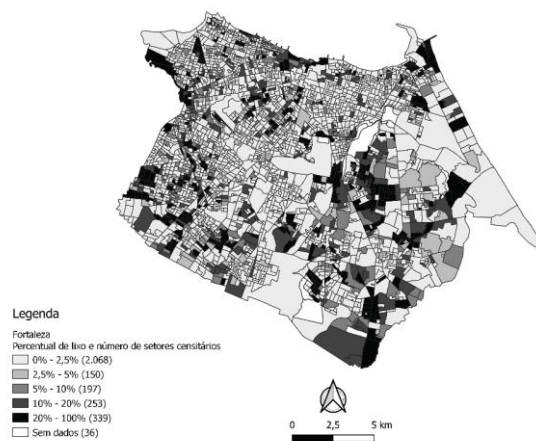 Legenda
Fortaleza
Percentual de lixo e número de setores censitários
0% - 2,5% (2.068)
2,5% - 5% (150)
5% - 10% (197)
10% - 20% (253)
20% - 100% (339)
Sem dados (36)
0 2,5 5 km